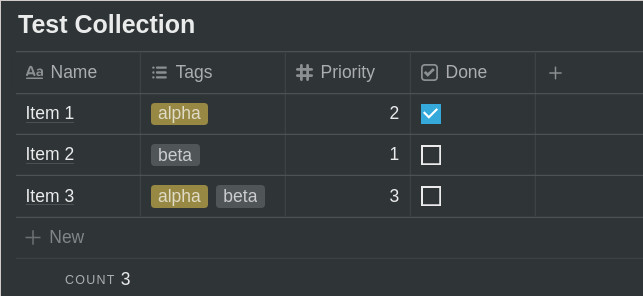 Test Collection
Aa Name Tags Priority Done
Item 1 alpha 2
Item 2 beta 1
Item 3 alpha beta 3
New
COUNT 3